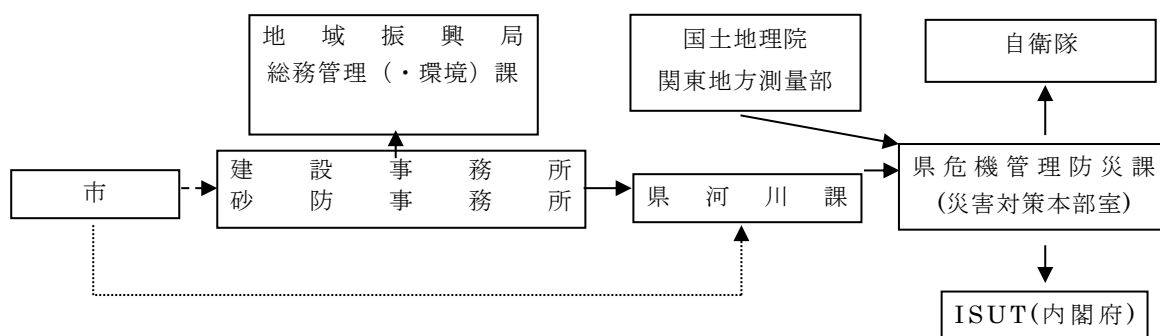 地域振興局
総務管理（・環境）課
国土地理院
関東地方測量部
自衛隊
市
建設事務所
砂防事務所
県河川課
県危機管理防災課
(災害対策本部室)
ISUT(内閣府)